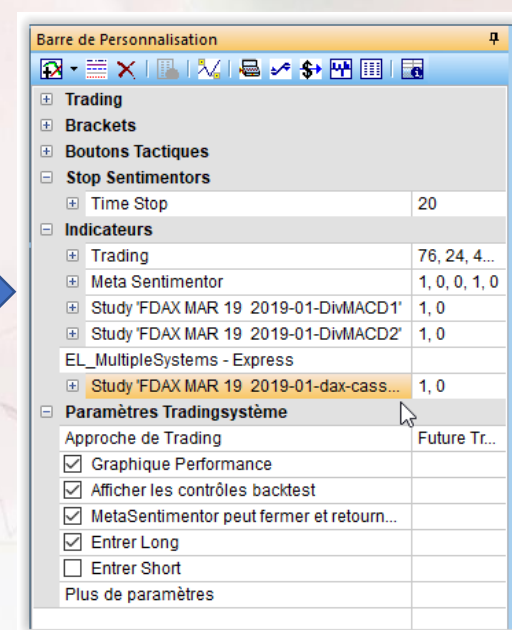 Barre de Personnalisation
Trading
Brackets
Boutons Tactiques
Stop Sentimentors
Time Stop 20
Indicateurs
Trading 76, 24, 4...
Meta Sentimentor 1, 0, 0, 1, 0
Study 'FDAX MAR 19 2019-01-DivMACD1' 1, 0
Study 'FDAX MAR 19 2019-01-DivMACD2' 1, 0
EL_MultipleSystems - Express
Study 'FDAX MAR 19 2019-01-dax-cass... 1, 0
Paramètres Tradingsystème
Approche de Trading Future Tr...
Graphique Performance
Afficher les contrôles backtest
MetaSentimentor peut fermer et retourn...
Entrer Long
Entrer Short
Plus de paramètres